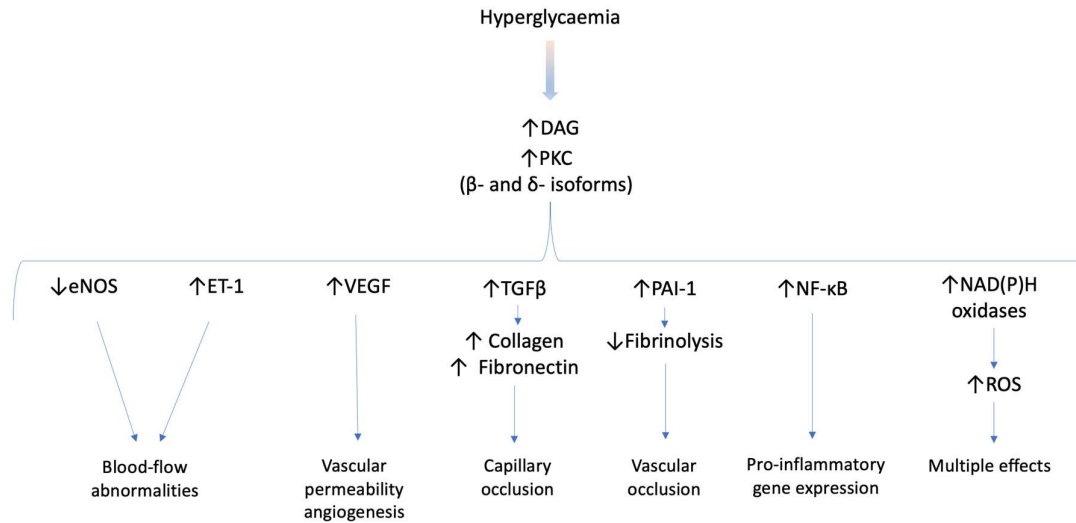 Hyperglycaemia
↑DAG
↑PKC
(β- and δ- isoforms)
↓eNOS
↑ET-1
↑VEGF
↑TGFβ
↑PAI-1
↑NF-κB
↑NAD(P)H
oxidases
↑ Collagen
↑ Fibronectin
↓Fibrinolysis
↑ROS
Blood-flow
abnormalities
Vascular
permeability
angiogenesis
Capillary
occlusion
Vascular
occlusion
Pro-inflammatory
gene expression
Multiple effects